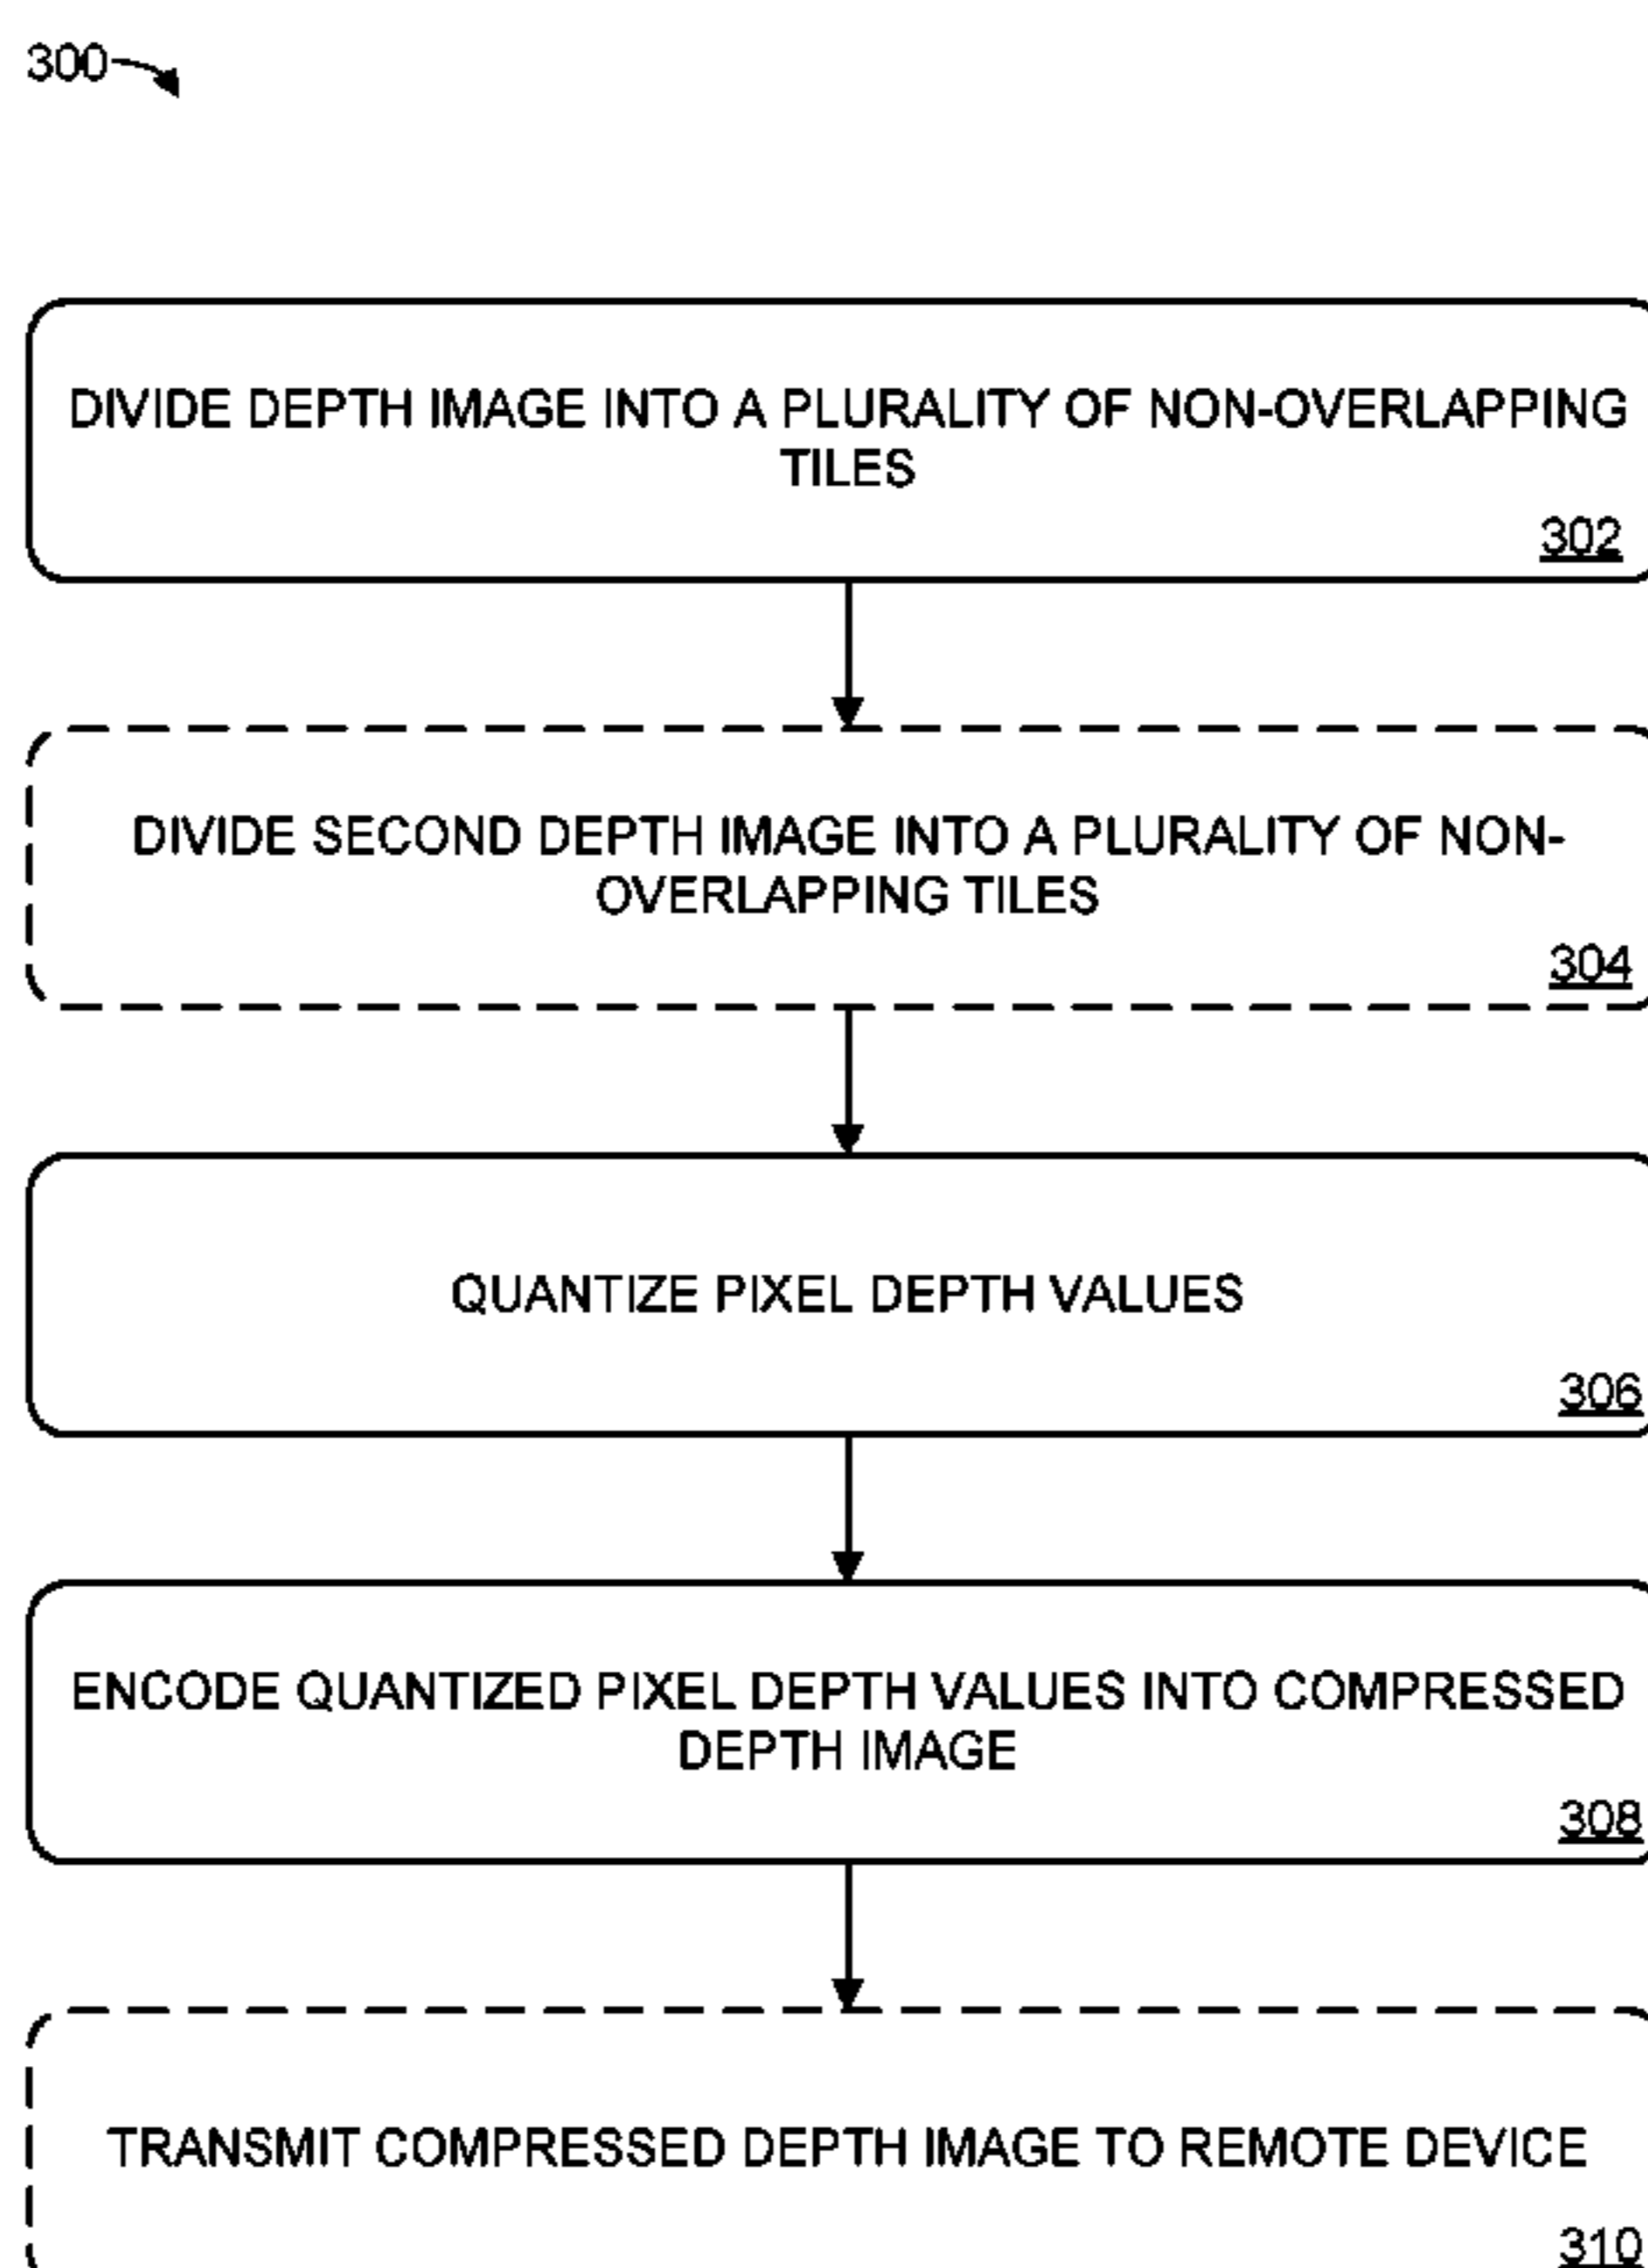 300
DIVIDE DEPTH IMAGE INTO A PLURALITY OF NON-OVERLAPPING
TILES
302
DIVIDE SECOND DEPTH IMAGE INTO A PLURALITY OF NON-
OVERLAPPING TILES
304
QUANTIZE PIXEL DEPTH VALUES
306
ENCODE QUANTIZED PIXEL DEPTH VALUES INTO COMPRESSED
DEPTH IMAGE
308
TRANSMIT COMPRESSED DEPTH IMAGE TO REMOTE DEVICE
310